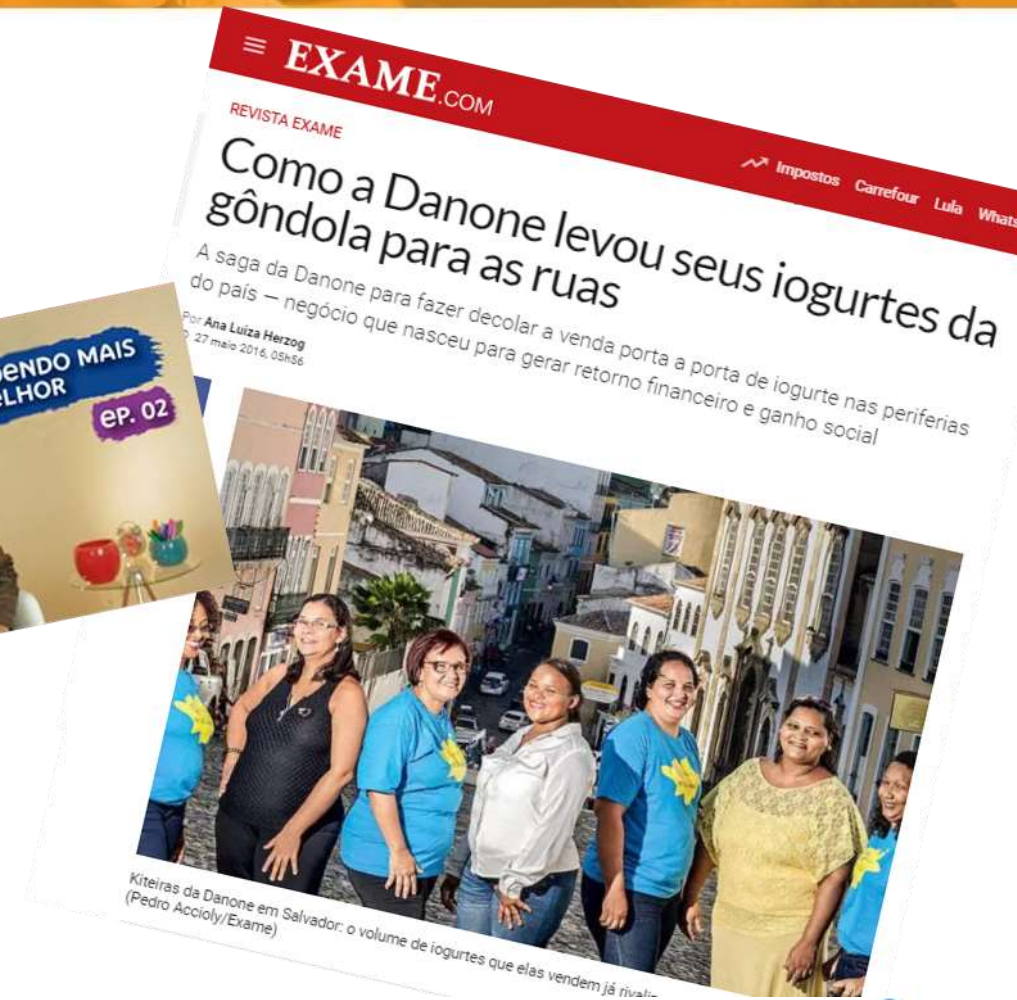 EXAME.COM
REVISTA EXAME
Impostos Carrefour Lula
Como a Danone levou seus iogurtes da
gôndola para as ruas
A saga da Danone para fazer decolar a venda porta a porta de iogurte nas periferias
do país — negócio que nasceu para gerar retorno financeiro e ganho social
Por Ana Luiza Herzog
27 maio 2016, 05h56
MAIS
eP. 02
Kiteiras da Danone em Salvador: o volume de iogurtes que elas vendem já
(Pedro Accioly/Exame)